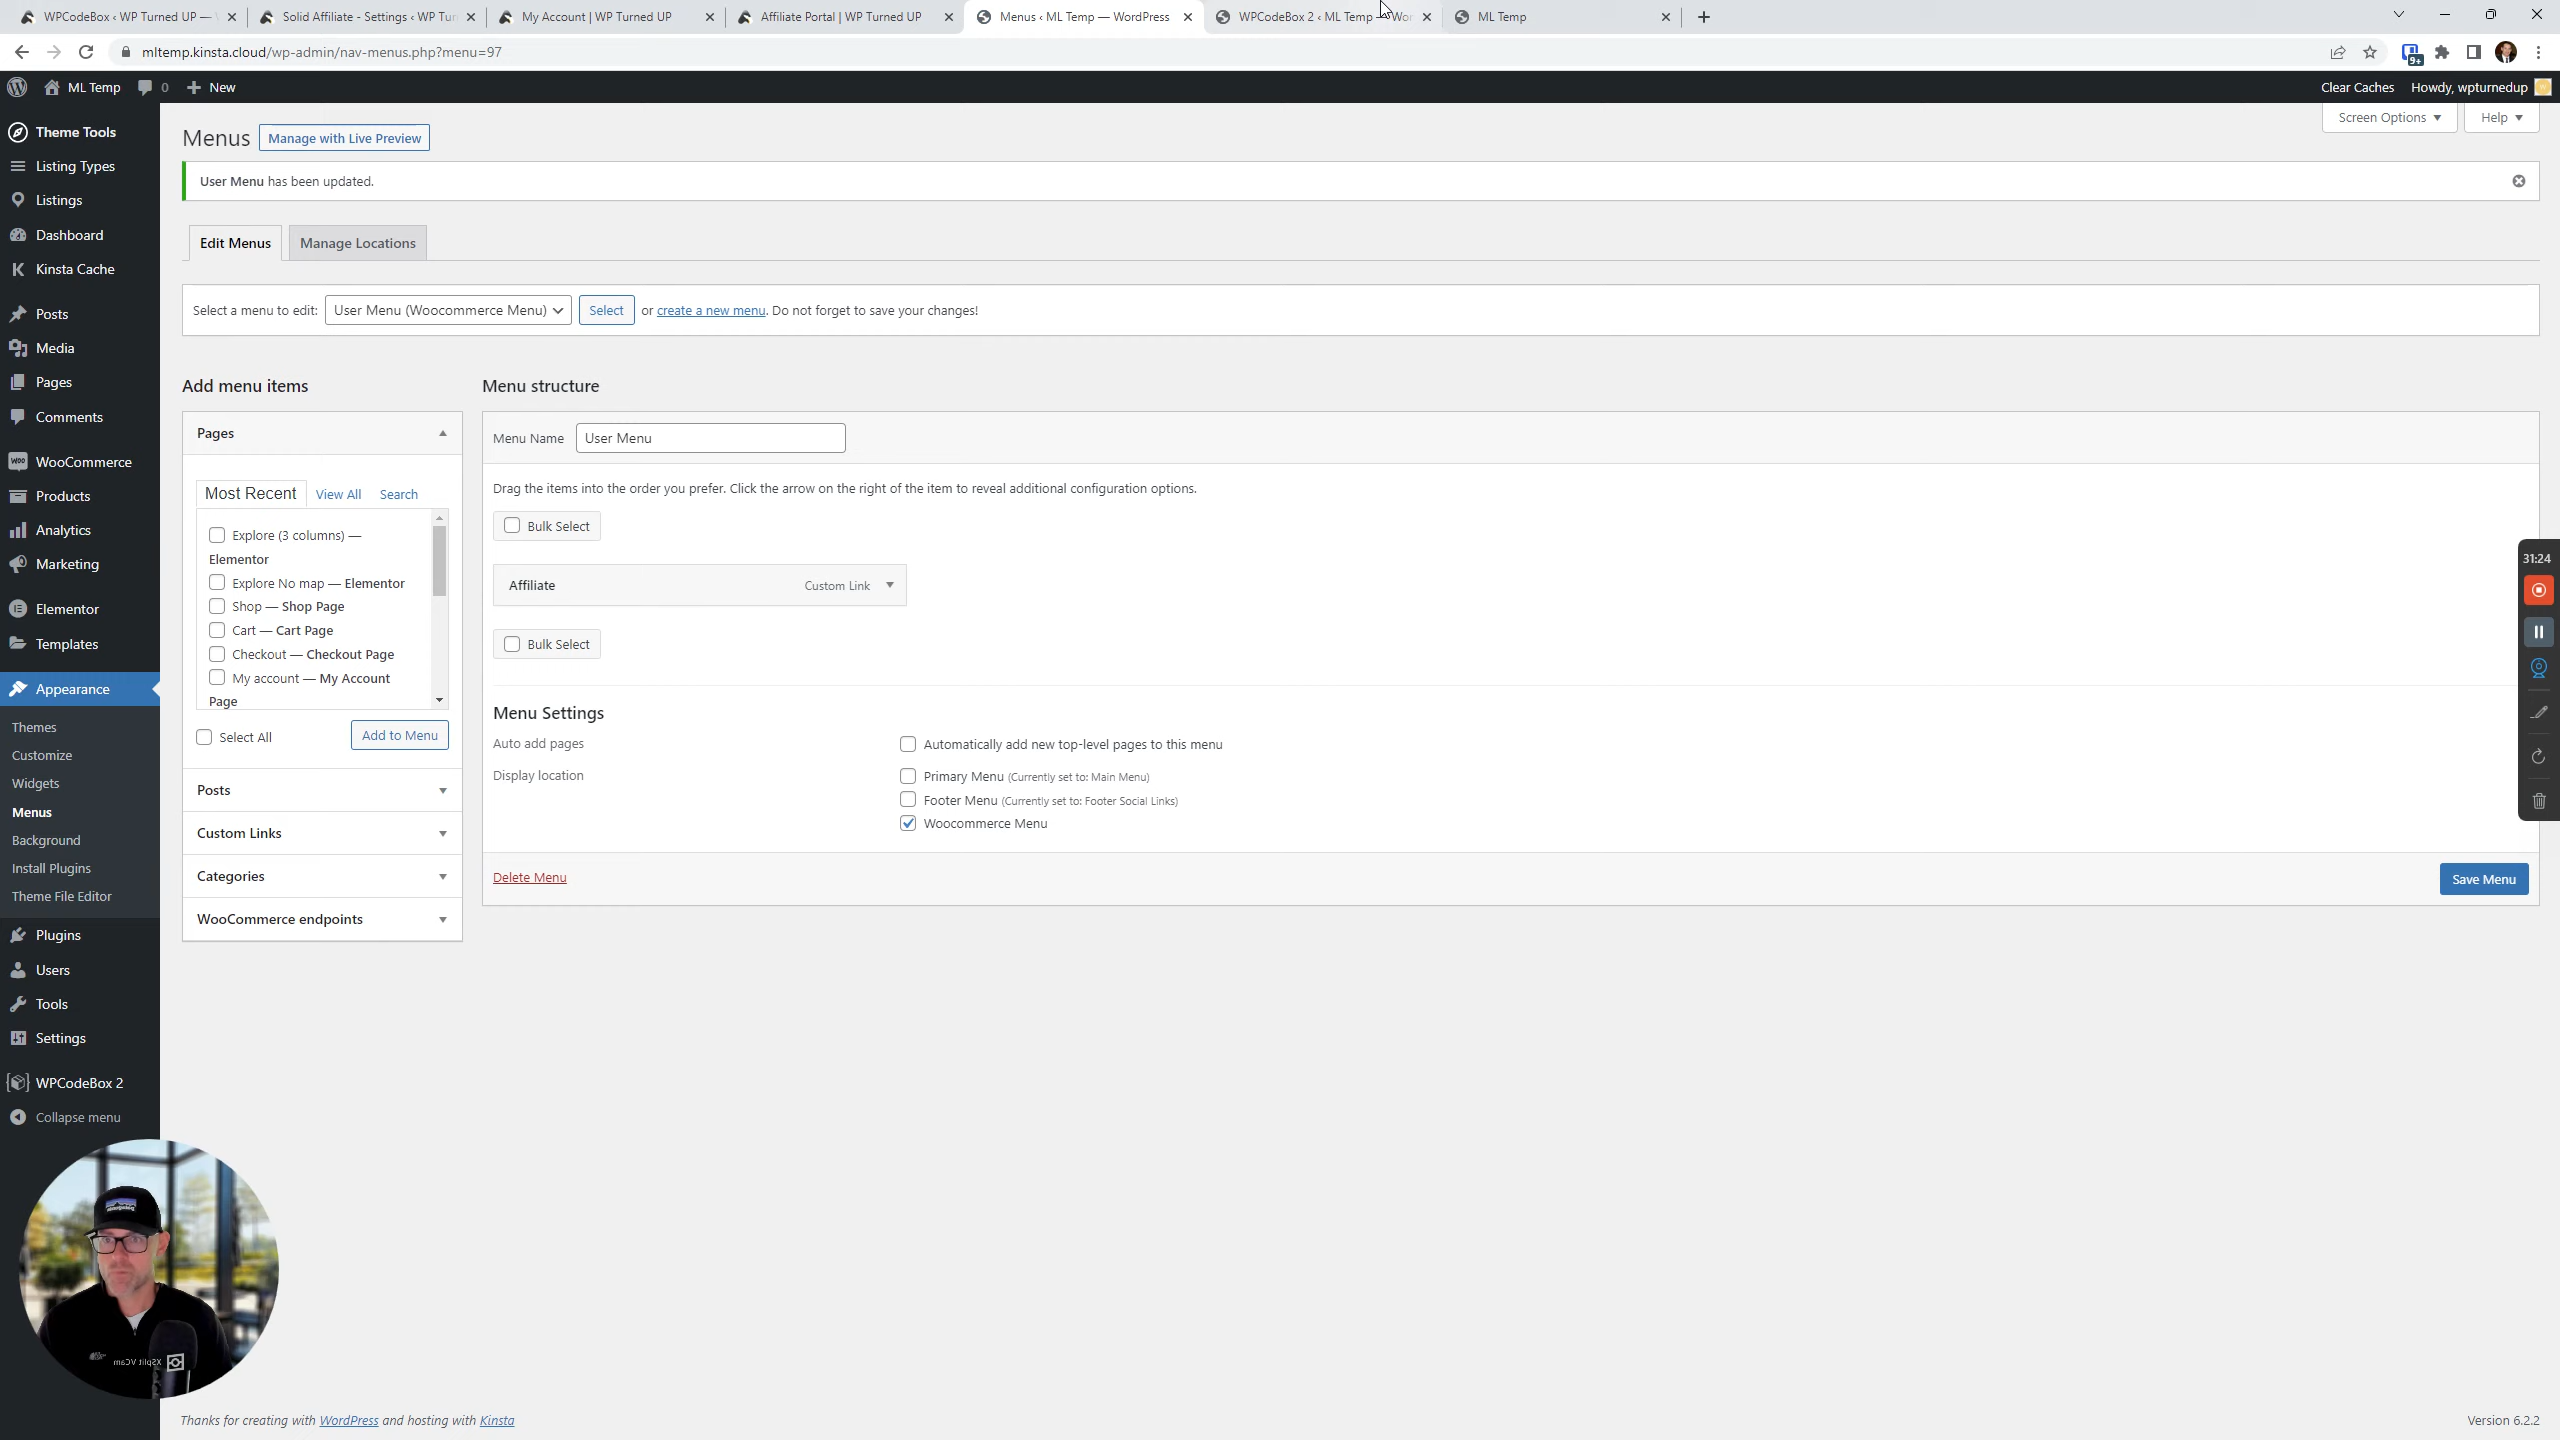 WPCodeBox ‹ WP Turned UP —
Solid Affiliate - Settings ‹ WP Tur
My Account | WP Turned UP
Affiliate Portal | WP Turned UP
Menus ‹ ML Temp — WordPress
WPCodeBox 2 ‹ ML Temp — Wor
ML Temp
mltemp.kinsta.cloud/wp-admin/nav-menus.php?menu=97
9+
ML Temp
0
New
Clear Caches
Howdy, wpturnedup
Theme Tools
Listing Types
Listings
Dashboard
Kinsta Cache
Posts
Media
Pages
Comments
WooCommerce
Products
Analytics
Marketing
Elementor
Templates
Appearance
Themes
Customize
Widgets
Menus
Background
Install Plugins
Theme File Editor
Plugins
Users
Tools
Settings
WPCodeBox 2
Collapse menu
Menus
Manage with Live Preview
Screen Options
Help
User Menu has been updated.
Edit Menus
Manage Locations
Select a menu to edit: User Menu (Woocommerce Menu) Select or create a new menu. Do not forget to save your changes!
Add menu items
Pages
Most Recent
View All
Search
Explore (3 columns) —
Elementor
Explore No map — Elementor
Shop — Shop Page
Cart — Cart Page
Checkout — Checkout Page
My account — My Account
Page
Select All
Add to Menu
Posts
Custom Links
Categories
WooCommerce endpoints
Menu structure
Menu Name User Menu
Drag the items into the order you prefer. Click the arrow on the right of the item to reveal additional configuration options.
Bulk Select
Affiliate
Custom Link
Bulk Select
Menu Settings
Auto add pages
Automatically add new top-level pages to this menu
Display location
Primary Menu (Currently set to: Main Menu)
Footer Menu (Currently set to: Footer Social Links)
Woocommerce Menu
Delete Menu
Save Menu
31:24
XSplit VCam
Thanks for creating with WordPress and hosting with Kinsta
Version 6.2.2